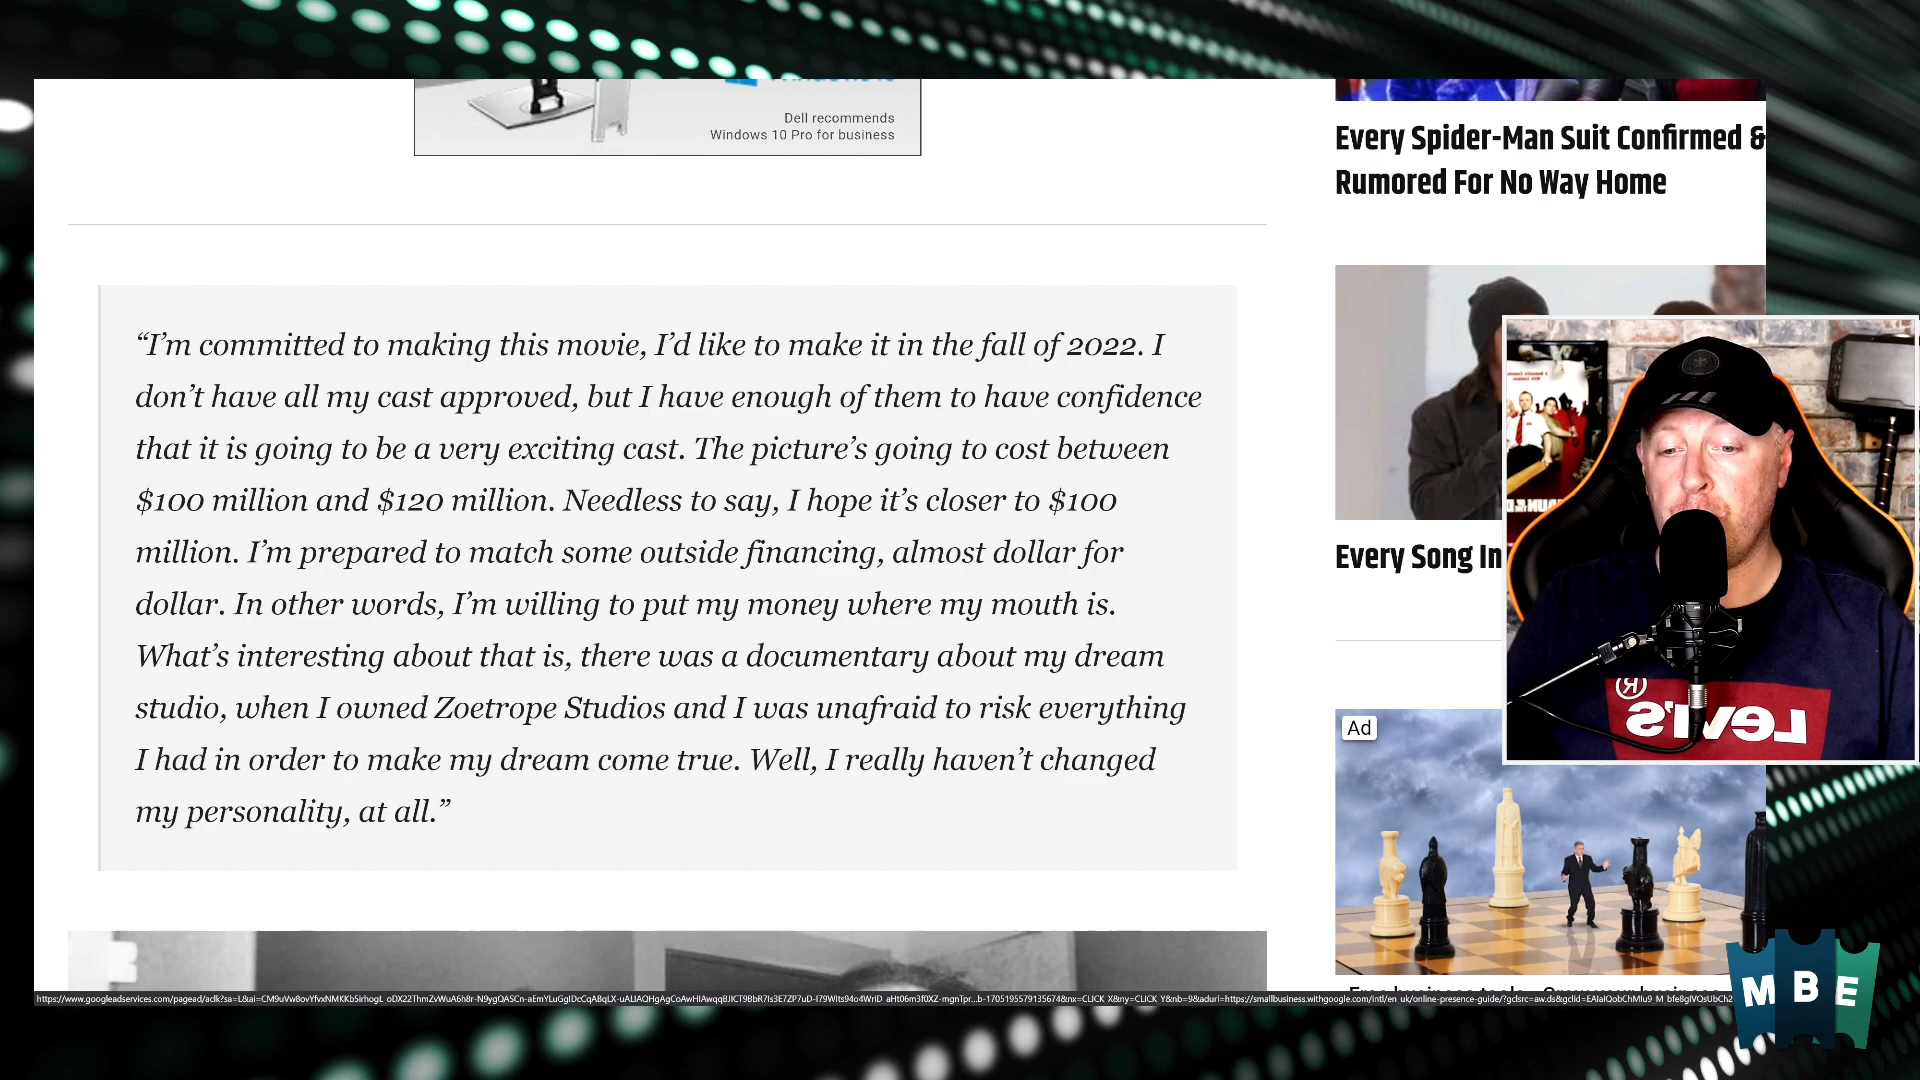 Dell recommends
Windows 10 Pro for business
Every Spider-Man Suit Confirmed &
Rumored For No Way Home
“I’m committed to making this movie, I’d like to make it in the fall of 2022. I
don’t have all my cast approved, but I have enough of them to have confidence
that it is going to be a very exciting cast. The picture’s going to cost between
$100 million and $120 million. Needless to say, I hope it’s closer to $100
million. I’m prepared to match some outside financing, almost dollar for
dollar. In other words, I’m willing to put my money where my mouth is.
What’s interesting about that is, there was a documentary about my dream
studio, when I owned Zoetrope Studios and I was unafraid to risk everything
I had in order to make my dream come true. Well, I really haven’t changed
my personality, at all.”
Every Song In
Levi's
®
Ad
MBE